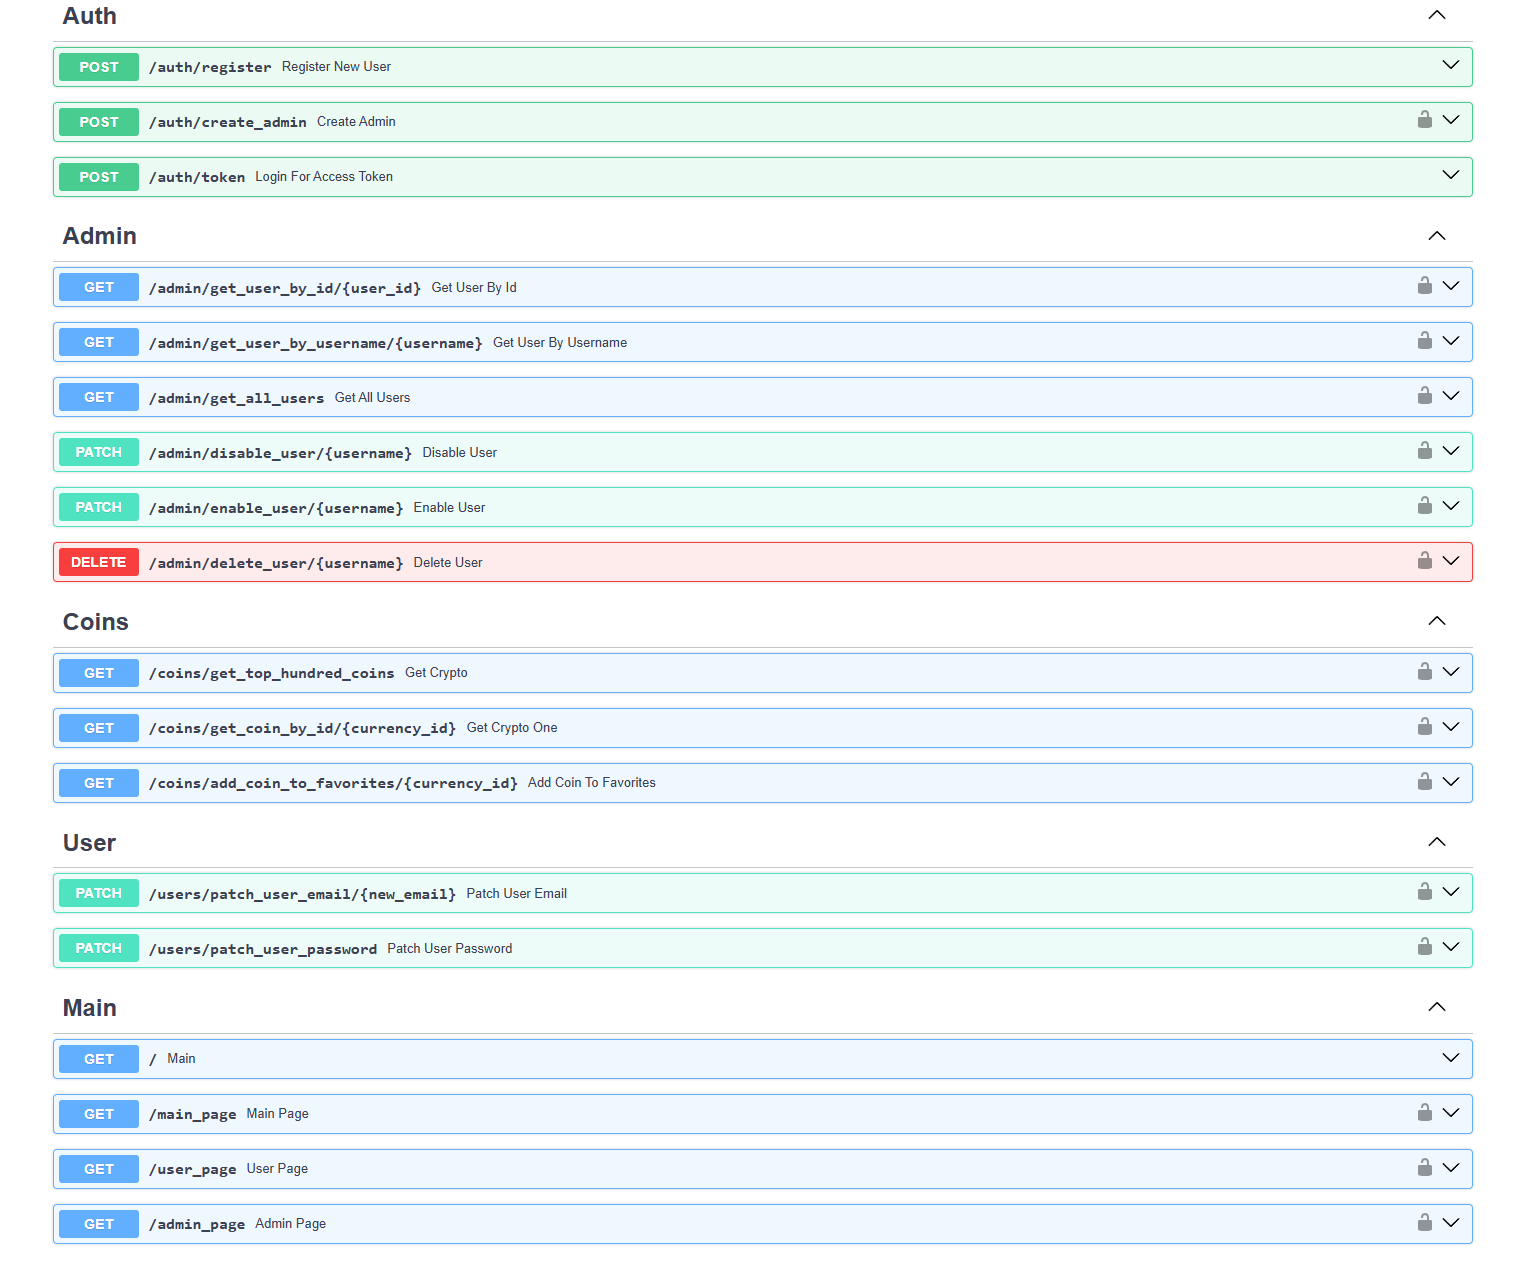 Auth
POST /auth/register Register New User
POST /auth/create_admin Create Admin
POST /auth/token Login For Access Token
Admin
GET /admin/get_user_by_id/{user_id} Get User By Id
GET /admin/get_user_by_username/{username} Get User By Username
GET /admin/get_all_users Get All Users
PATCH /admin/disable_user/{username} Disable User
PATCH /admin/enable_user/{username} Enable User
DELETE /admin/delete_user/{username} Delete User
Coins
GET /coins/get_top_hundred_coins Get Crypto
GET /coins/get_coin_by_id/{currency_id} Get Crypto One
GET /coins/add_coin_to_favorites/{currency_id} Add Coin To Favorites
User
PATCH /users/patch_user_email/{new_email} Patch User Email
PATCH /users/patch_user_password Patch User Password
Main
GET / Main
GET /main_page Main Page
GET /user_page User Page
GET /admin_page Admin Page